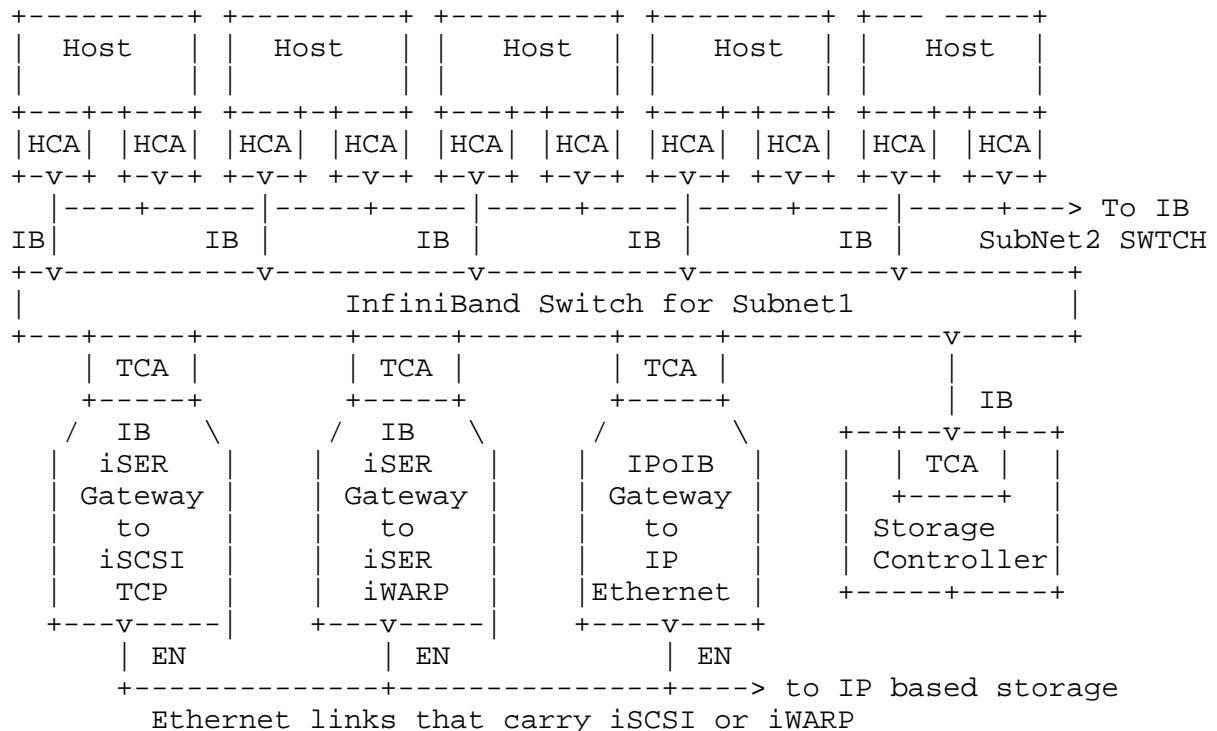 Host Host Host Host Host
HCA HCA HCA HCA HCA HCA HCA HCA HCA HCA
To IB
IB IB IB IB IB SubNet2 SWTCH
InfiniBand Switch for Subnet1
TCA TCA TCA
IB
IB IB
iSER iSER IPoIB TCA
Gateway Gateway Gateway
to to to Storage
iSCSI iSER IP Controller
TCP iWARP Ethernet
EN EN EN
to IP based storage
Ethernet links that carry iSCSI or iWARP